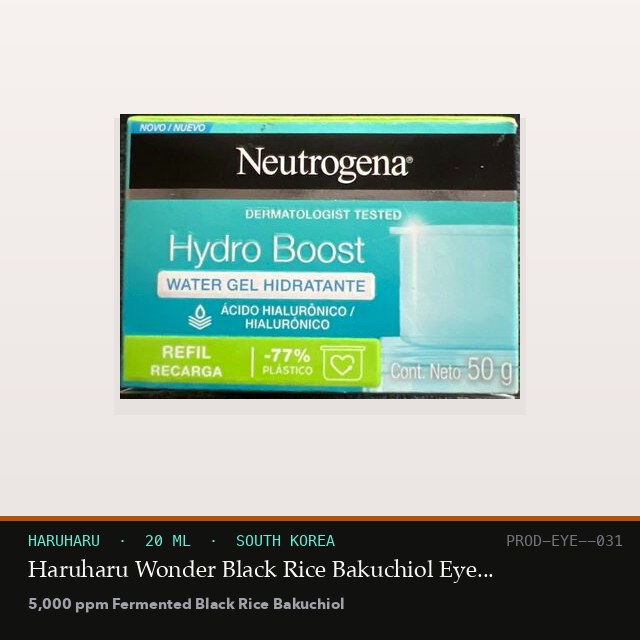 NOVO / NUEVO
Neutrogena®
DERMATOLOGIST TESTED
Hydro Boost
WATER GEL HIDRATANTE
ÁCIDO HIALURÔNICO /
HIALURÓNICO
REFIL
RECARGA
-77%
PLÁSTICO
Cont. Neto 50 g
HARUHARU · 20 ML · SOUTH KOREA
PROD—EYE——031
Haruharu Wonder Black Rice Bakuchiol Eye...
5,000 ppm Fermented Black Rice Bakuchiol